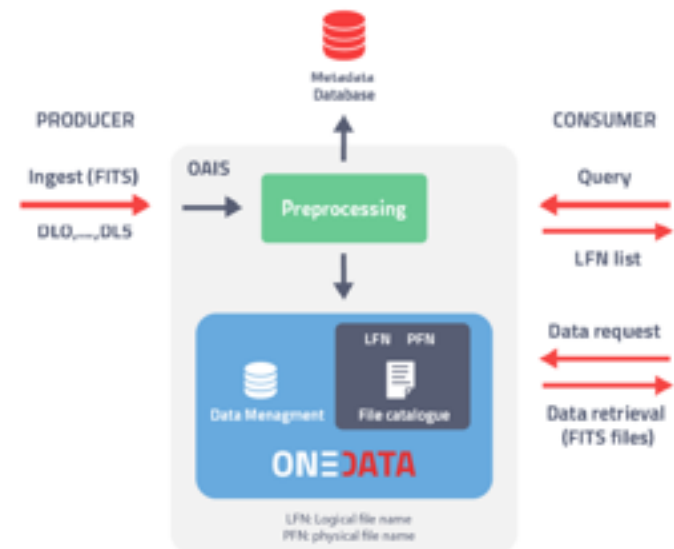 Metadata
Database
PRODUCER
CONSUMER
Ingest (FITS)
OAIS
Query
Preprocessing
DL0,...,DL5
LFN list
LFN PFN
Data request
Data Menagment
File catalogue
Data retrieval
(FITS files)
ONEDATA
LFN: Logical file name
PFN: physical file name